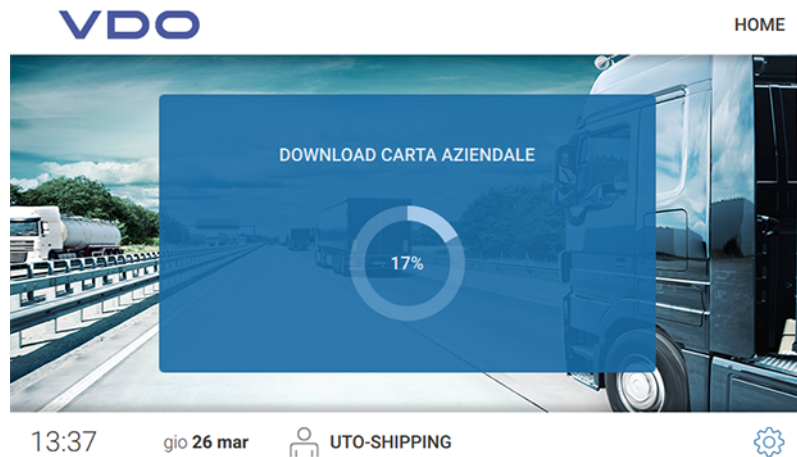 VDO
HOME
DOWNLOAD CARTA AZIENDALE
17%
13:37
gio 26 mar
UTO-SHIPPING